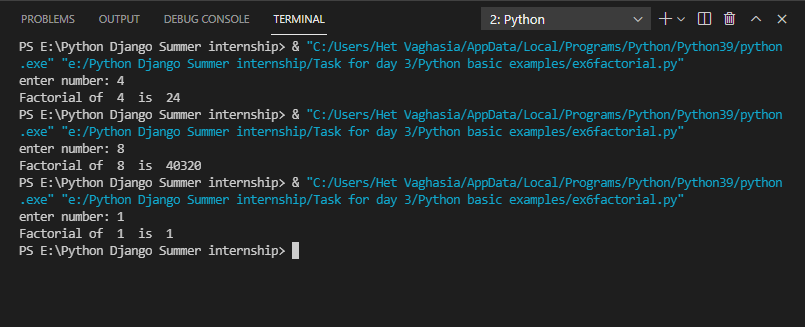 PROBLEMS OUTPUT DEBUG CONSOLE TERMINAL 2: Python
PS E:\Python Django Summer internship> & "C:/Users/Het Vaghasia/AppData/Local/Programs/Python/Python39/python
.exe" "e:/Python Django Summer internship/Task for day 3/Python basic examples/ex6factorial.py"
enter number: 4
Factorial of  4  is  24
PS E:\Python Django Summer internship> & "C:/Users/Het Vaghasia/AppData/Local/Programs/Python/Python39/python
.exe" "e:/Python Django Summer internship/Task for day 3/Python basic examples/ex6factorial.py"
enter number: 8
Factorial of  8  is  40320
PS E:\Python Django Summer internship> & "C:/Users/Het Vaghasia/AppData/Local/Programs/Python/Python39/python
.exe" "e:/Python Django Summer internship/Task for day 3/Python basic examples/ex6factorial.py"
enter number: 1
Factorial of  1  is  1
PS E:\Python Django Summer internship>